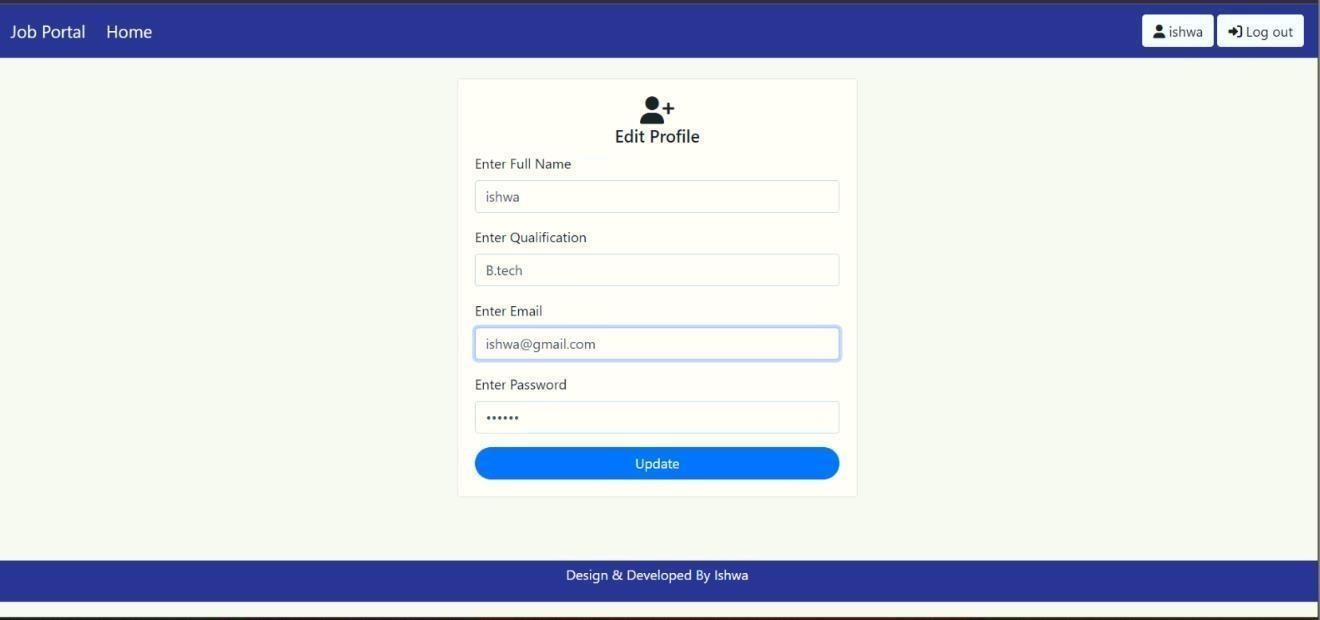 Job Portal Home ishwa Log out
Edit Profile
Enter Full Name
ishwa
Enter Qualification
B.tech
Enter Email
ishwa@gmail.com
Enter Password
••••••
Update
Design & Developed By Ishwa